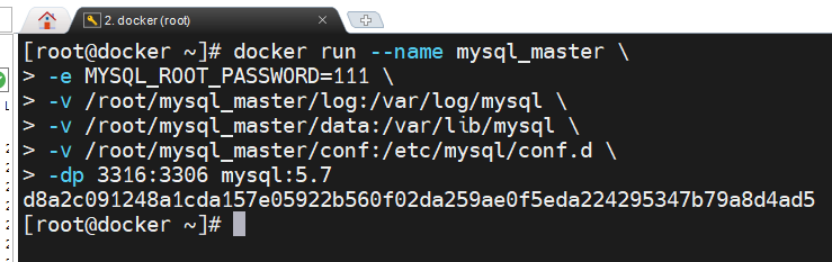 2. docker (root)
[root@docker ~]# docker run --name mysql_master \
> -e MYSQL_ROOT_PASSWORD=111 \
> -v /root/mysql_master/log:/var/log/mysql \
> -v /root/mysql_master/data:/var/lib/mysql \
> -v /root/mysql_master/conf:/etc/mysql/conf.d \
> -dp 3316:3306 mysql:5.7
d8a2c091248a1cda157e05922b560f02da259ae0f5eda224295347b79a8d4ad5
[root@docker ~]#